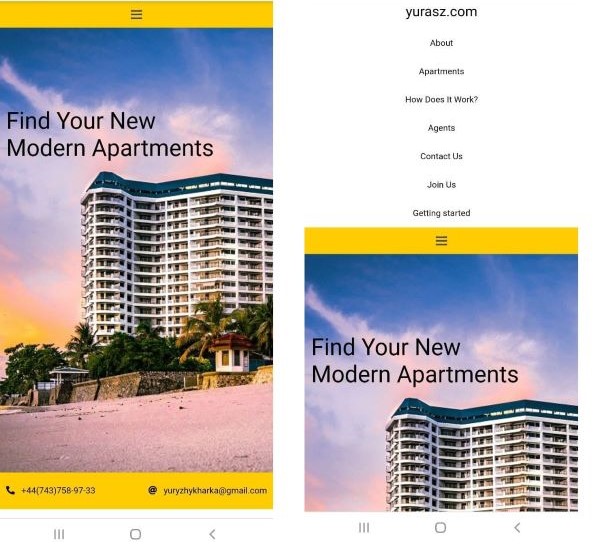 Find Your New
Modern Apartments
+44(743)758-97-33
yuryzhykharka@gmail.com
yurasz.com
About
Apartments
How Does It Work?
Agents
Contact Us
Join Us
Getting started
Find Your New
Modern Apartments